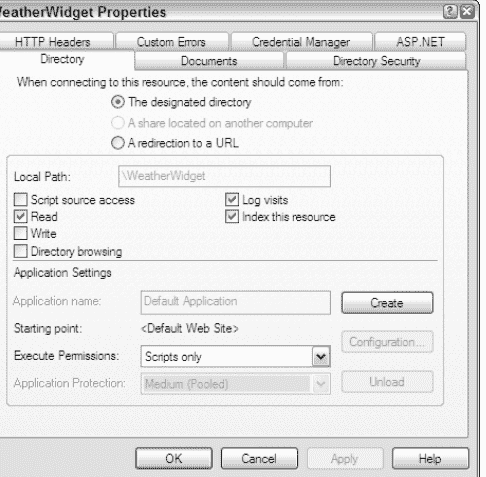 WeatherWidget Properties
HTTP Headers Custom Errors Credential Manager ASP.NET
Directory Documents Directory Security
When connecting to this resource, the content should come from:
The designated directory
A share located on another computer
A redirection to a URL
Local Path: \WeatherWidget
Script source access Log visits
Read Index this resource
Write
Directory browsing
Application Settings
Application name: Default Application Create
Starting point: <Default Web Site>
Configuration...
Execute Permissions: Scripts only
Application Protection: Medium (Pooled) Unload
OK Cancel Apply Help